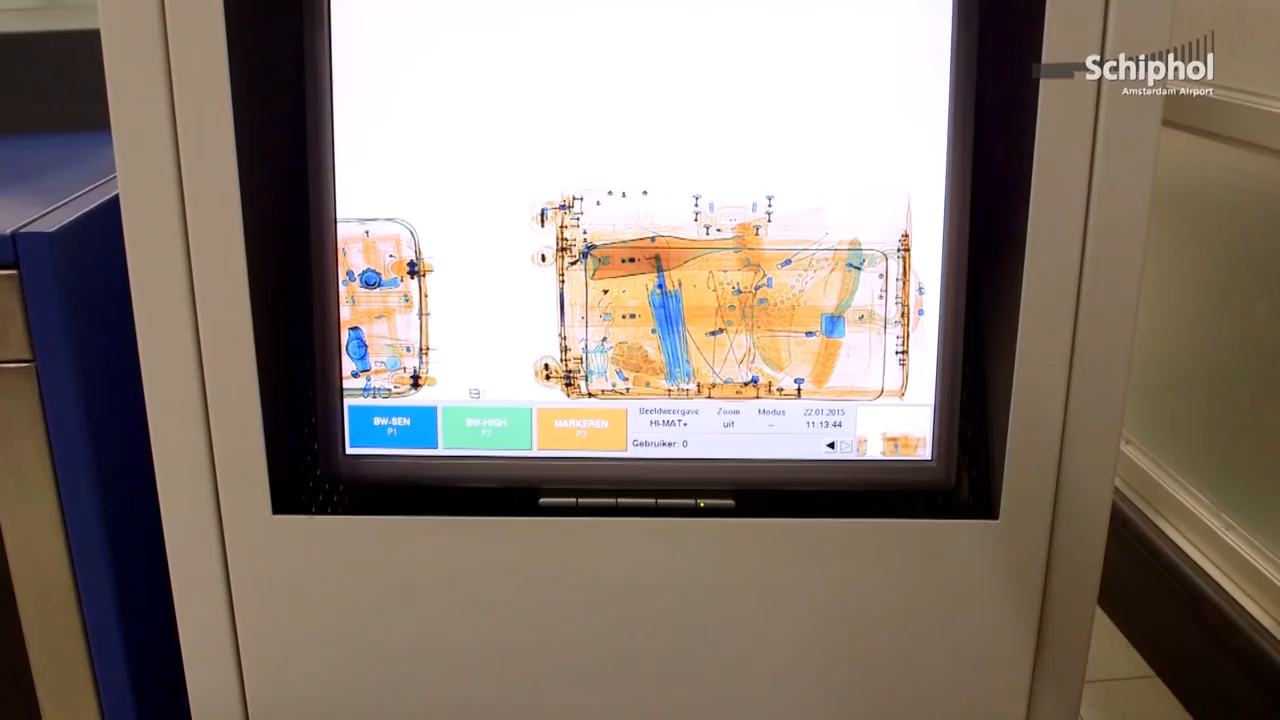 Schiphol
Amsterdam Airport
BW-SEN
P1
BW-HIGH
P2
MARKEREN
P3
Beeldweergave
HI-MAT+
Zoom
uit
Modus
--
22.01.2015
11:13:44
Gebruiker: 0